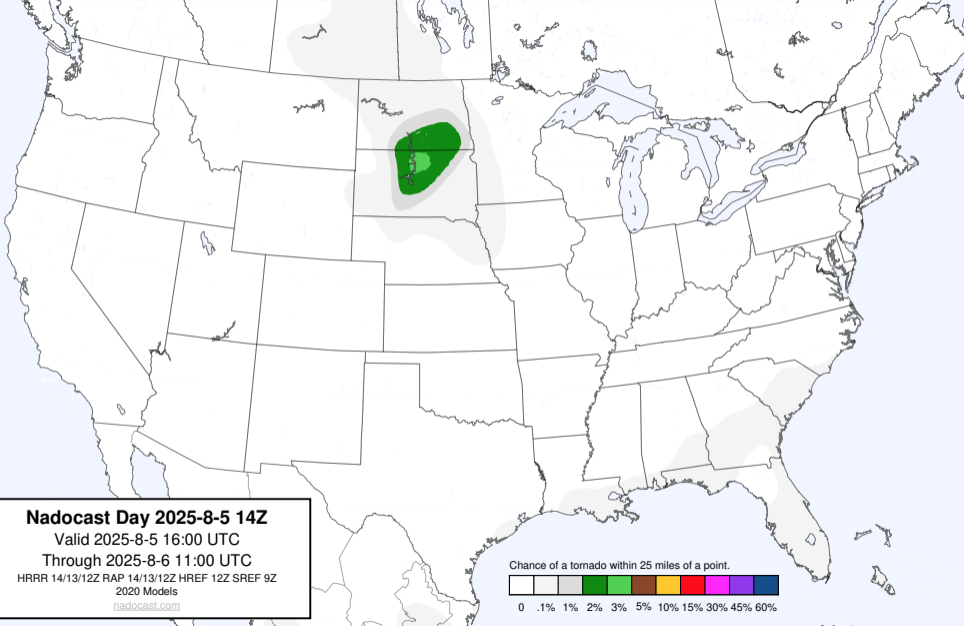 Nadocast Day 2025-8-5 14Z
Valid 2025-8-5 16:00 UTC
Through 2025-8-6 11:00 UTC
HRRR 14/13/12Z RAP 14/13/12Z HREF 12Z SREF 9Z
2020 Models
nadocast.com
Chance of a tornado within 25 miles of a point.
0 .1% 1% 2% 3% 5% 10% 15% 30% 45% 60%